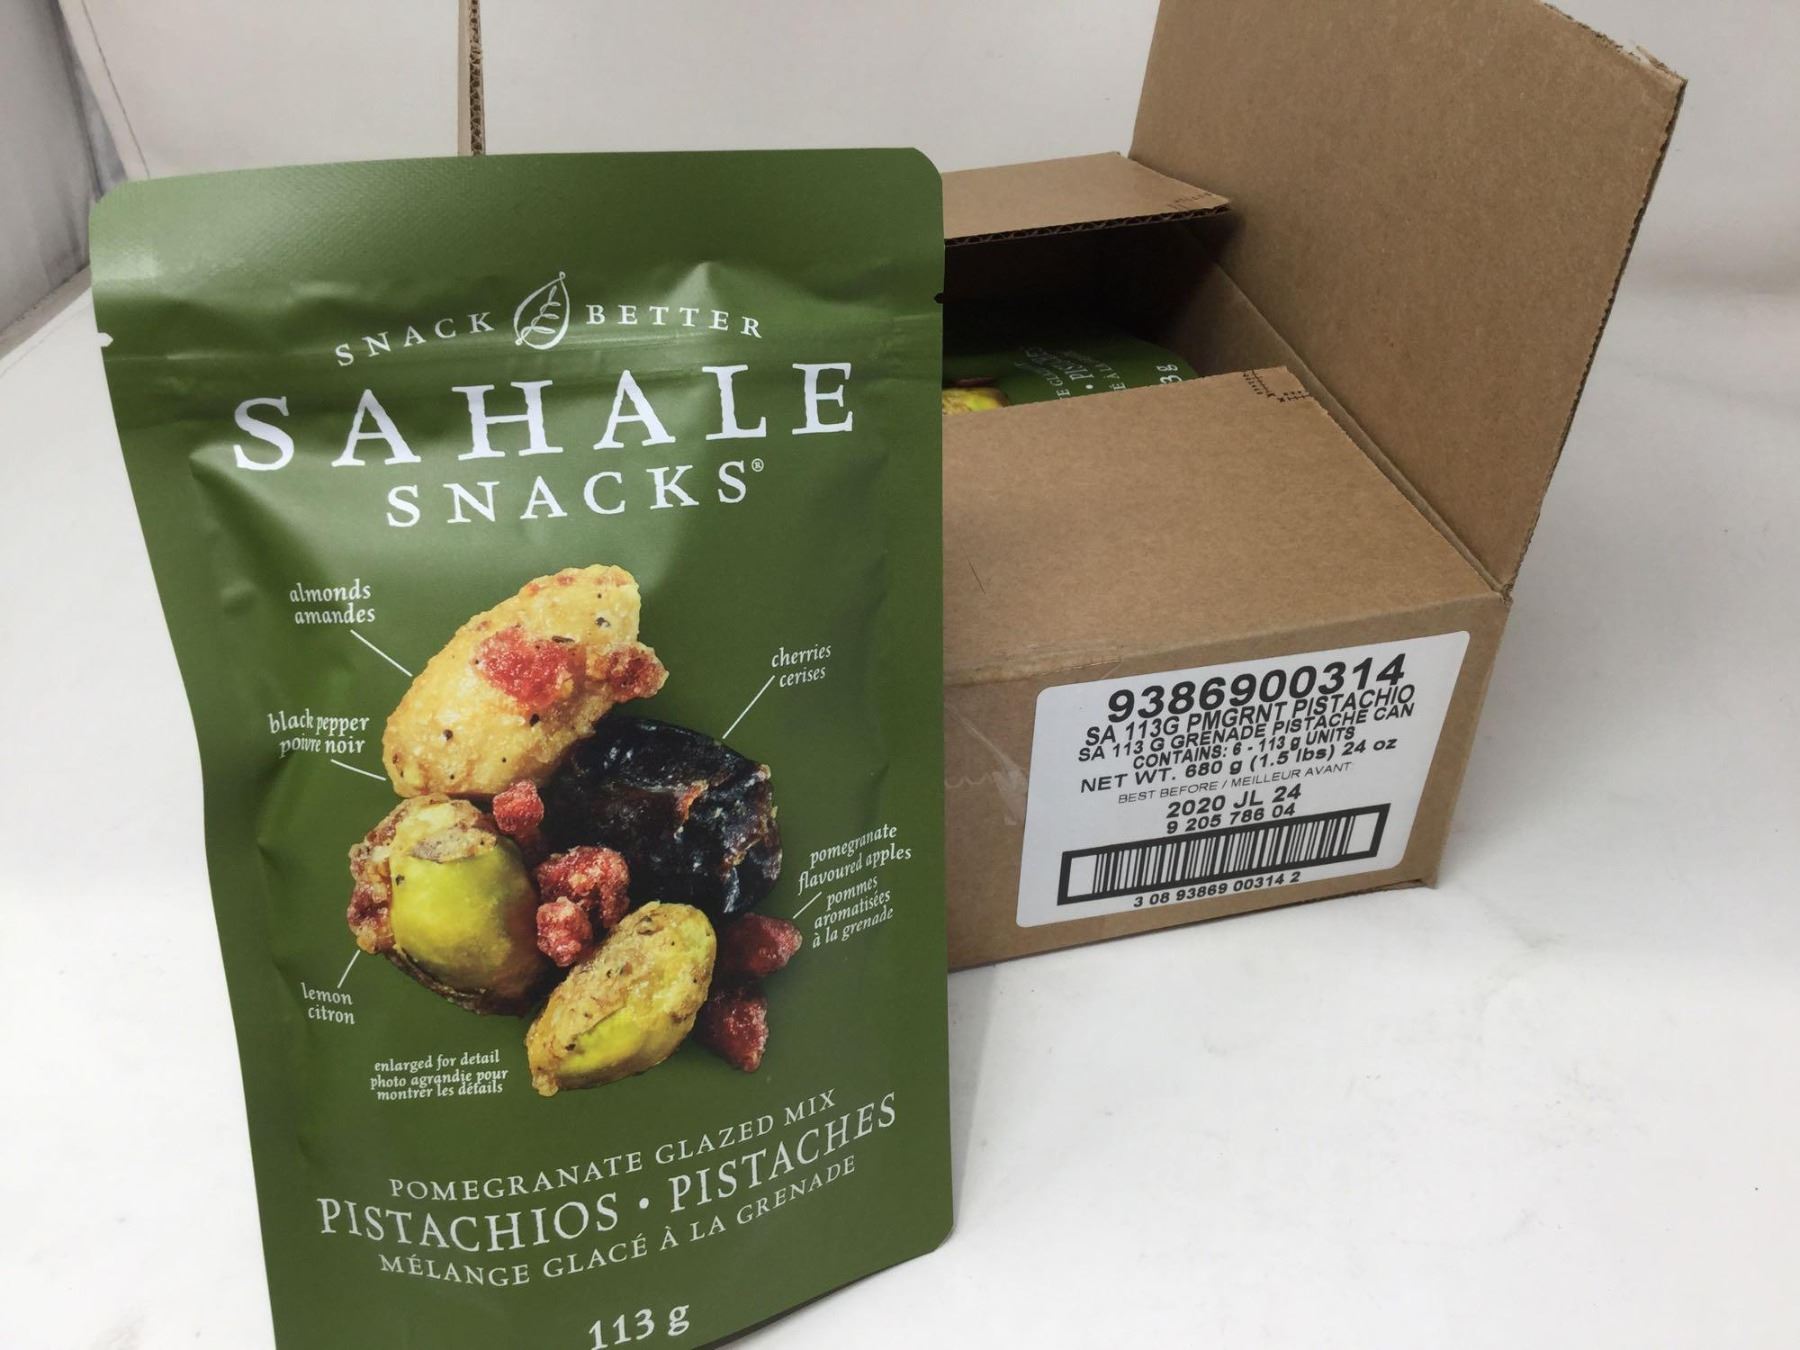 SNACK BETTER
SAHALE
SNACKS®
almonds
amandes
cherries
cerises
black pepper
poivre noir
pomegranate
flavoured apples
pommes
aromatisées
à la grenade
lemon
citron
enlarged for detail
photo agrandie pour
montrer les détails
POMEGRANATE GLAZED MIX
PISTACHIOS • PISTACHES
MÉLANGE GLACÉ À LA GRENADE
113 g
9386900314
SA 113G PMGRNT PISTACHIO
SA 113 G GRENADE PISTACHE CAN
CONTAINS: 6 - 113 g UNITS
NET WT. 680 g (1.5 lbs) 24 oz
BEST BEFORE / MEILLEUR AVANT:
2020 JL 24
9 205 786 04
3 08 93869 00314 2